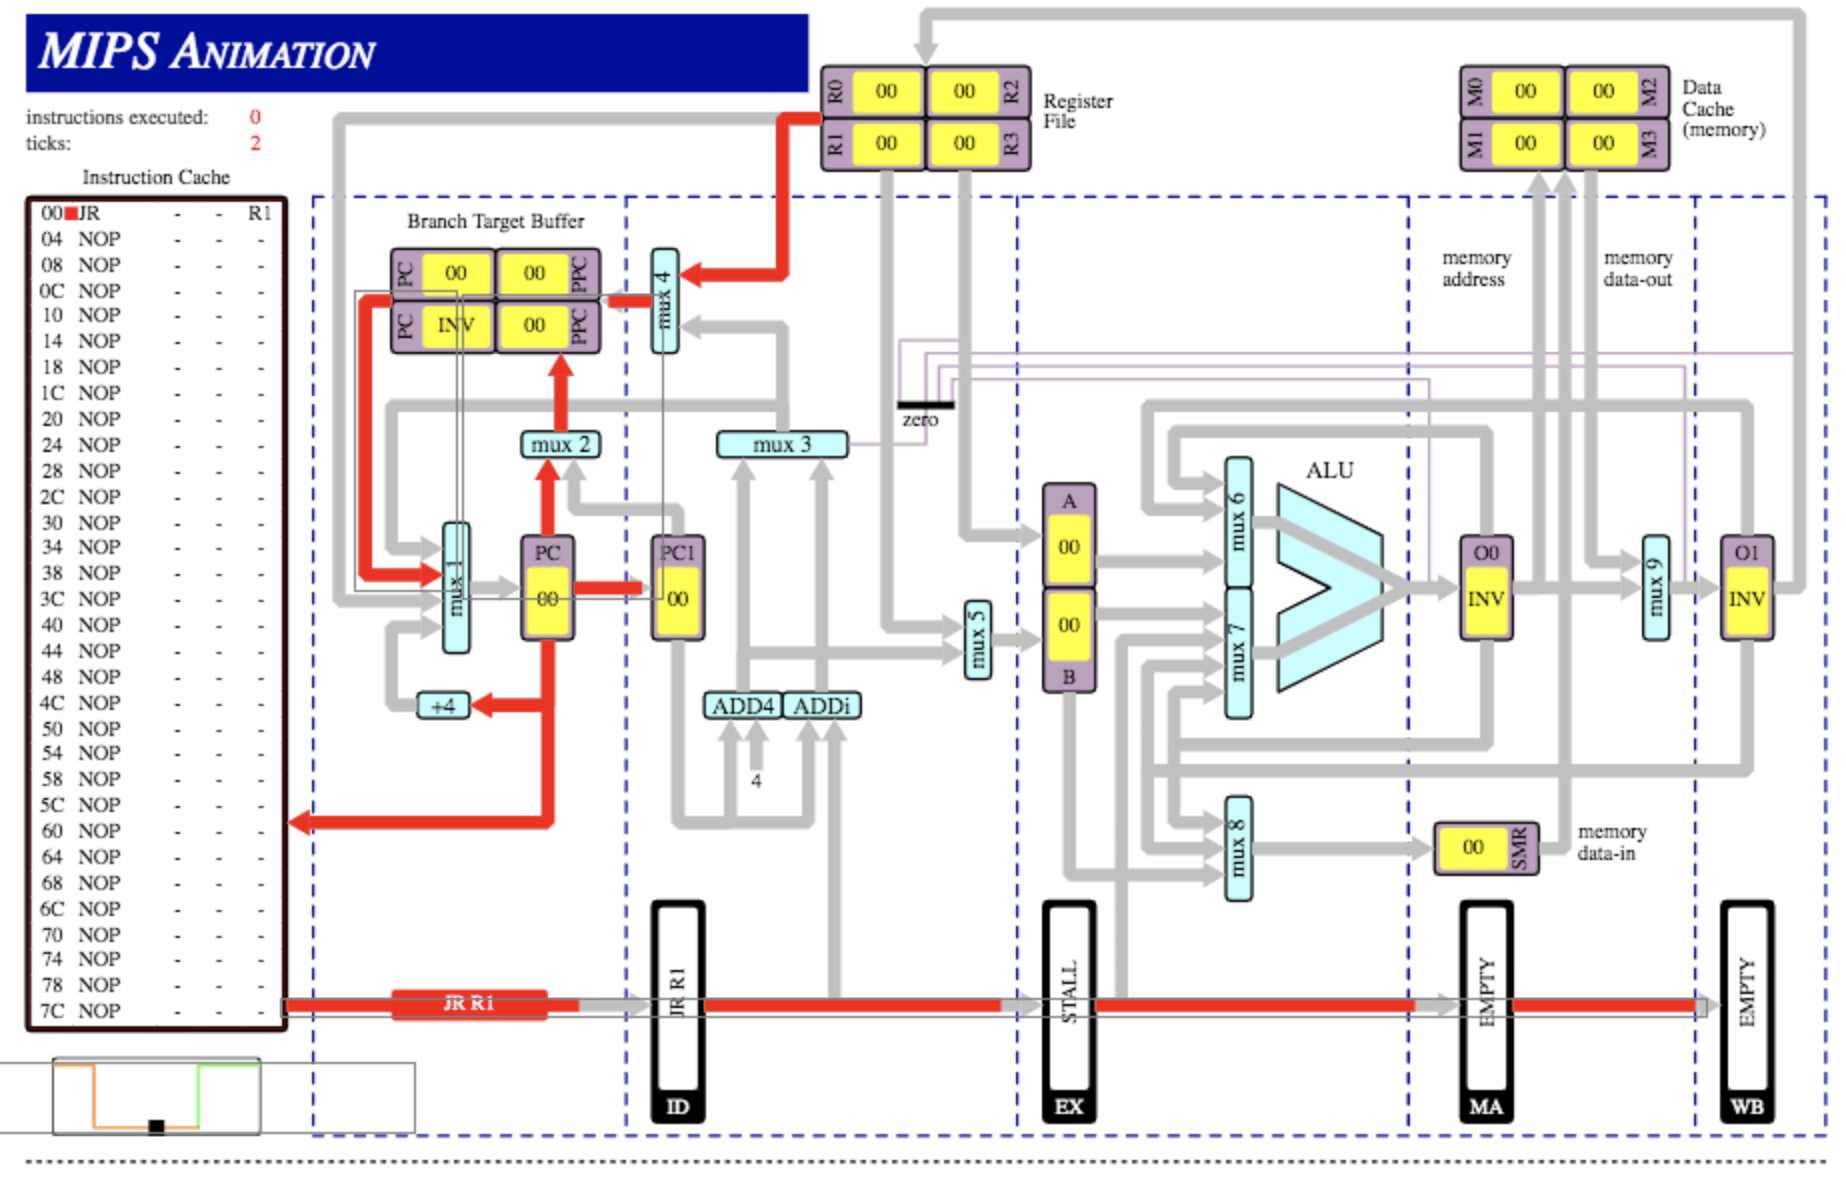 MIPS ANIMATION
instructions executed: 0
ticks: 2
Instruction Cache
00 JR - - R1
04 NOP - - -
08 NOP - - -
0C NOP - - -
10 NOP - - -
14 NOP - - -
18 NOP - - -
1C NOP - - -
20 NOP - - -
24 NOP - - -
28 NOP - - -
2C NOP - - -
30 NOP - - -
34 NOP - - -
38 NOP - - -
3C NOP - - -
40 NOP - - -
44 NOP - - -
48 NOP - - -
4C NOP - - -
50 NOP - - -
54 NOP - - -
58 NOP - - -
5C NOP - - -
60 NOP - - -
64 NOP - - -
68 NOP - - -
6C NOP - - -
70 NOP - - -
74 NOP - - -
78 NOP - - -
7C NOP - - -
R0 00 00 R2
R1 00 00 R3
Register
File
M0 00 00 M2
M1 00 00 M3
Data
Cache
(memory)
Branch Target Buffer
PC 00 00 PPC
PC INV 00 PPC
mux 4
memory
address
memory
data-out
zero
mux 2
mux 3
mux 1
PC
00
PC1
00
+4
ADD4
ADDi
4
mux 5
A
00
00
B
mux 6
mux 7
ALU
mux 8
O0
INV
mux 9
O1
INV
00 SMR
memory
data-in
JR R1
JR R1
ID
STALL
EX
EMPTY
MA
EMPTY
WB